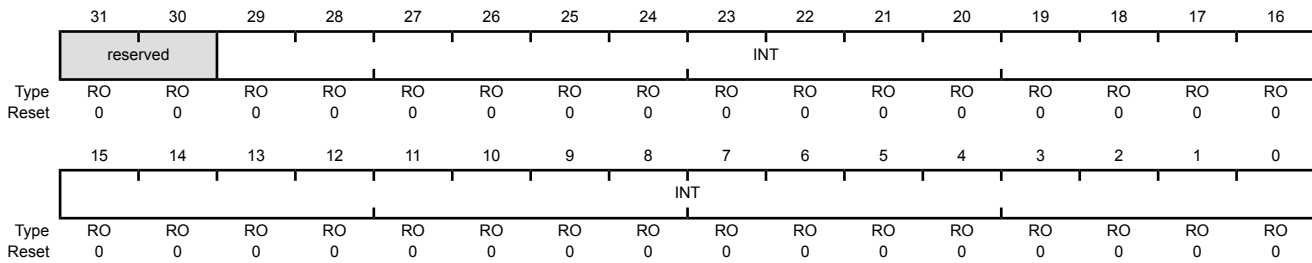 31 30 29 28 27 26 25 24 23 22 21 20 19 18 17 16
reserved INT
Type RO RO RO RO RO RO RO RO RO RO RO RO RO RO RO RO
Reset 0 0 0 0 0 0 0 0 0 0 0 0 0 0 0 0
15 14 13 12 11 10 9 8 7 6 5 4 3 2 1 0
INT
Type RO RO RO RO RO RO RO RO RO RO RO RO RO RO RO RO
Reset 0 0 0 0 0 0 0 0 0 0 0 0 0 0 0 0